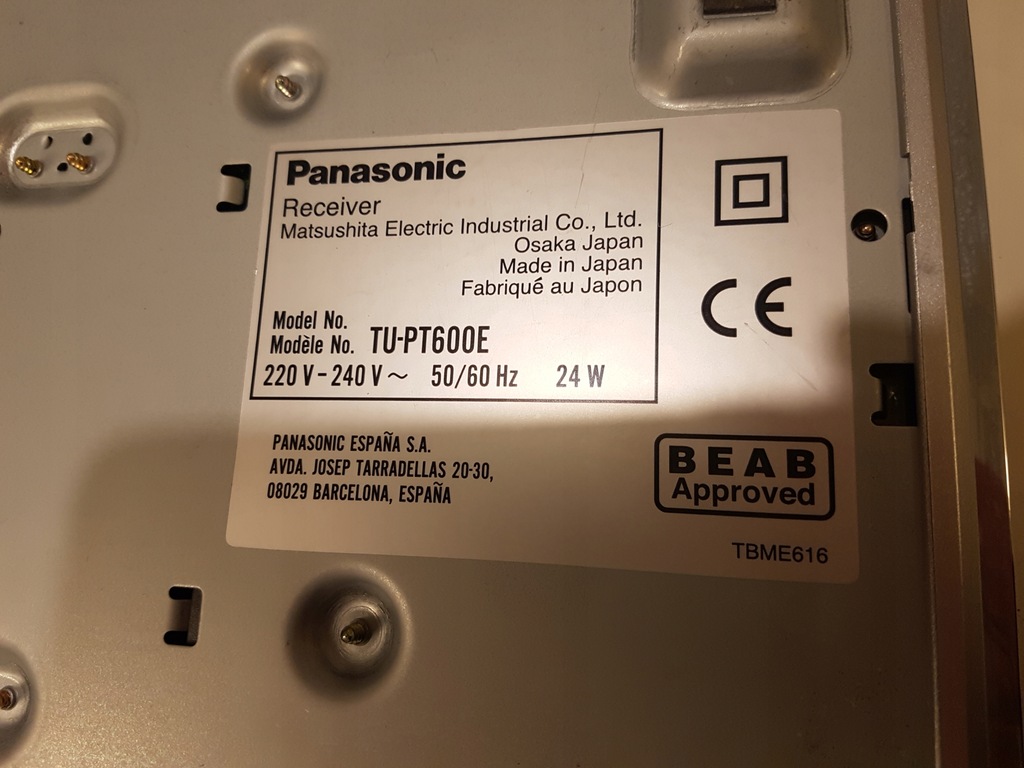 Panasonic
Receiver
Matsushita Electric Industrial Co., Ltd.
Osaka Japan
Made in Japan
Fabriqué au Japon
Model No.
Modèle No. TU-PT600E
220 V - 240 V ~ 50/60 Hz 24 W
CE
PANASONIC ESPAÑA S.A.
AVDA. JOSEP TARRADELLAS 20-30,
08029 BARCELONA, ESPAÑA
BEAB
Approved
TBME616